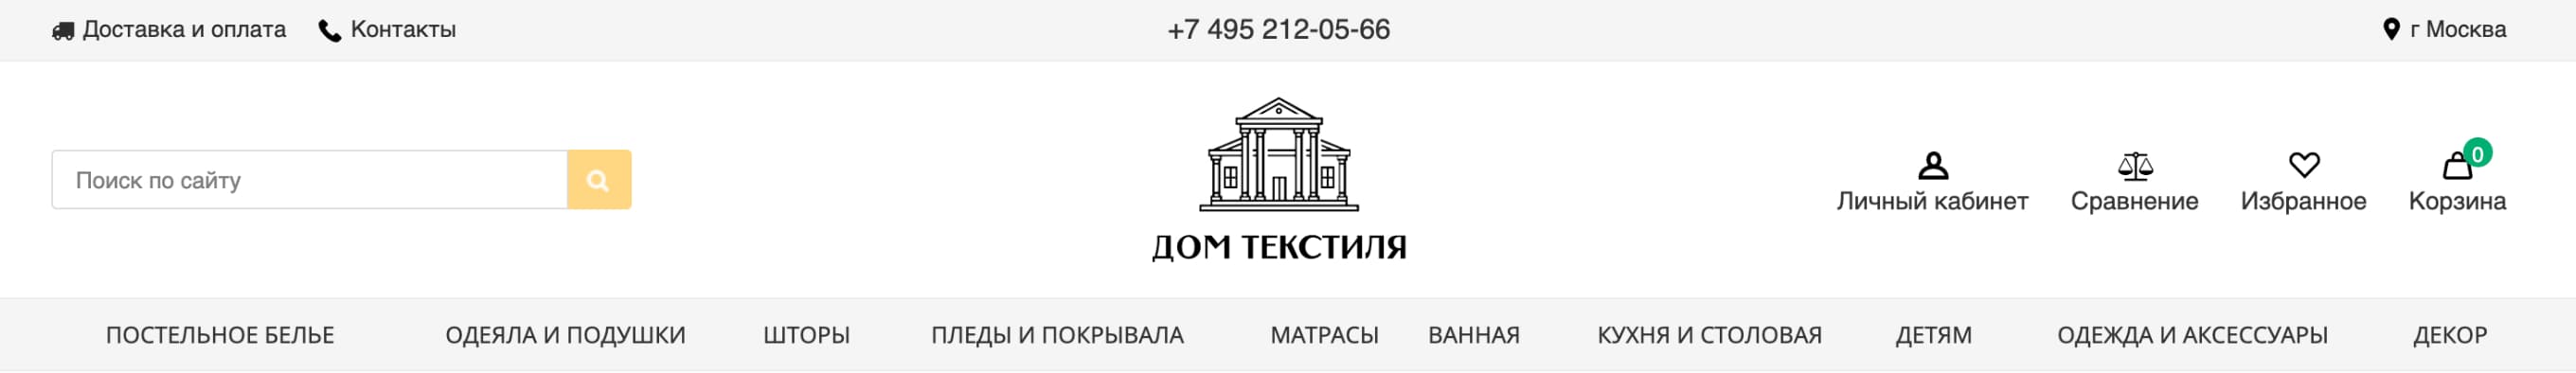 Доставка и оплата Контакты +7 495 212-05-66 г Москва
Поиск по сайту
ДОМ ТЕКСТИЛЯ
0
Личный кабинет Сравнение Избранное Корзина
ПОСТЕЛЬНОЕ БЕЛЬЕ ОДЕЯЛА И ПОДУШКИ ШТОРЫ ПЛЕДЫ И ПОКРЫВАЛА МАТРАСЫ ВАННАЯ КУХНЯ И СТОЛОВАЯ ДЕТЯМ ОДЕЖДА И АКСЕССУАРЫ ДЕКОР